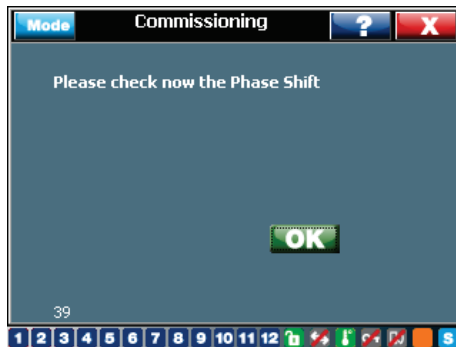 Mode Commissioning ? X
Please check now the Phase Shift
OK
39
1 2 3 4 5 6 7 8 9 10 11 12 S